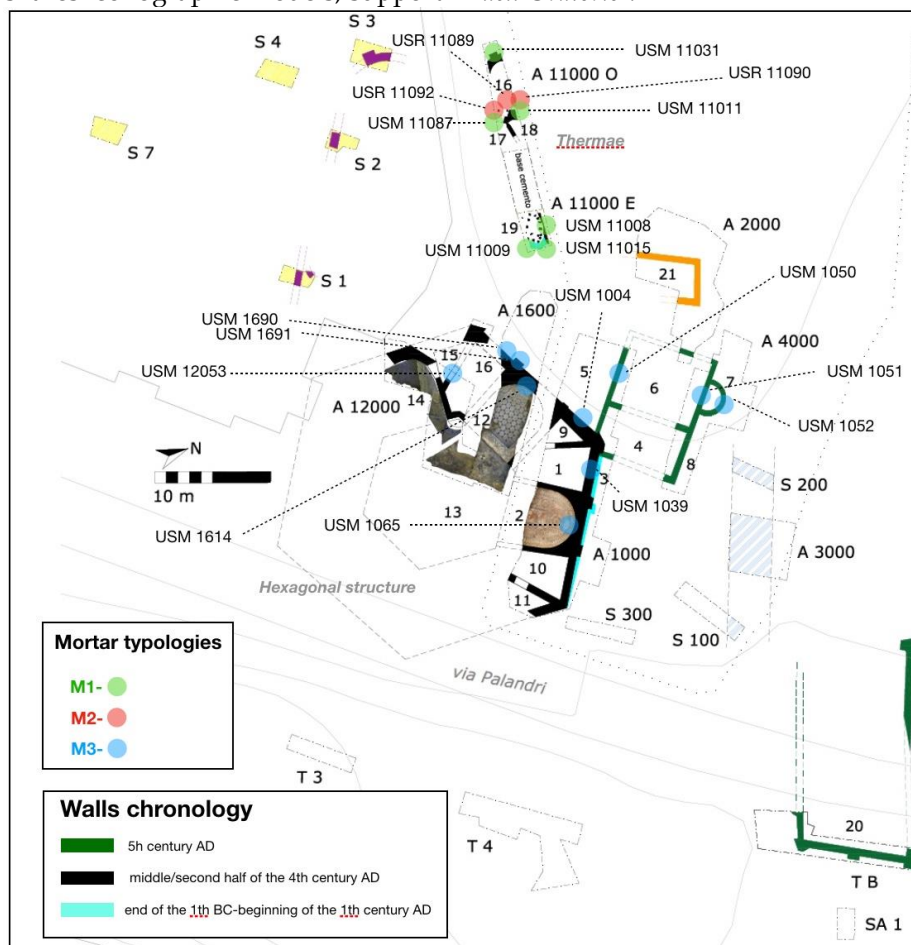 S 3
USR 11089
USM 11031
S 4
A 11000 O
16
USR 11090
USR 11092
USM 11011
USM 11087
S 7
17
18
Thermae
S 2
base cemento
A 11000 E
19
USM 11008
A 2000
USM 11009
USM 11015
21
USM 1050
S 1
USM 1004
A 1600
USM 1690
USM 1691
A 4000
15
16
5
6
7
USM 1051
USM 12053
14
A 12000
12
USM 1052
9
4
N
1
8
10 m
3
S 200
13
2
USM 1039
USM 1065
USM 1614
A 1000
A 3000
10
Hexagonal structure
11
S 300
S 100
Mortar typologies
M1-
M2-
M3-
via Palandri
T 3
Walls chronology
5h century AD
middle/second half of the 4th century AD
end of the 1th BC-beginning of the 1th century AD
T 4
20
T B
SA 1